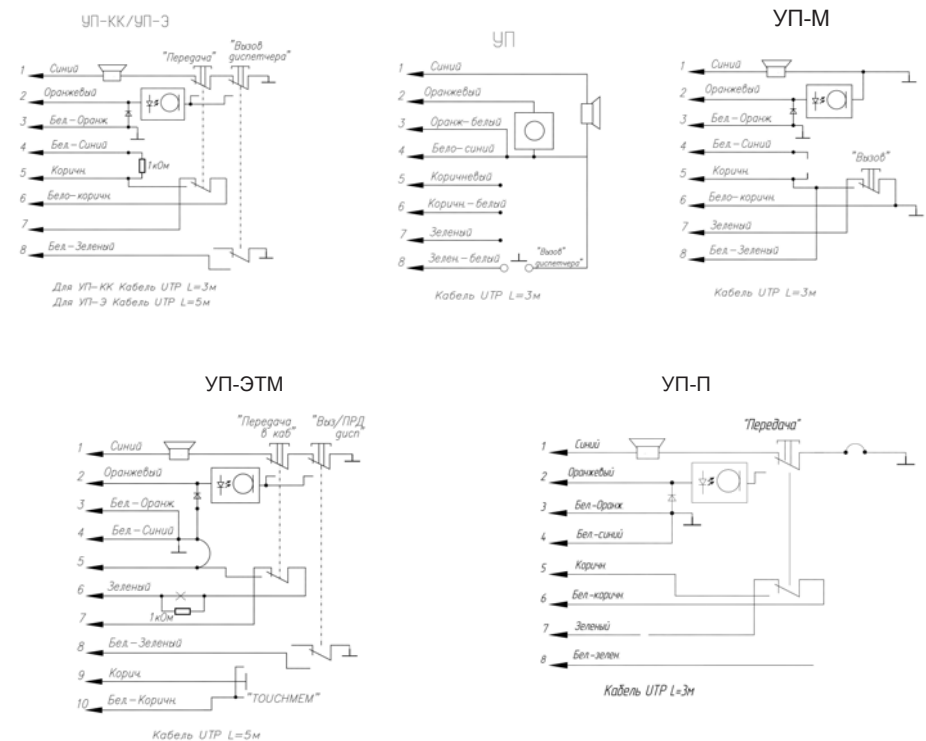 УП-КК/УП-Э
"Передача"
"Вызов
диспетчера"
1 Синий
2 Оранжевый
3 Бел.-Оранж
4 Бел.-Синий
1кОм
5 Коричн.
6 Бело-коричн.
7
8 Бел.-Зеленый
Для УП-КК Кабель UTP L=3м
Для УП-Э Кабель UTP L=5м
УП
1 Синий
2 Оранжевый
3 Оранж-белый
4 Бело-синий
5 Коричневый
6 Коричн.-белый
7 Зеленый
8 Зелен.-белый
"Вызов"
диспетчера"
Кабель UTP L=3м
УП-М
1 Синий
2 Оранжевый
3 Бел.-Оранж
4 Бел.-Синий
"Вызов"
5 Коричн.
6 Бело-коричн.
7 Зеленый
8 Бел.-Зеленый
Кабель UTP L=3м
УП-ЭТМ
"Передача
в каб"
"Выз/ПРД
дисп"
1 Синий
2 Оранжевый
3 Бел.-Оранж
4 Бел.-Синий
5
6 Зеленый
1кОм
7
8 Бел.-Зеленый
9 Корич.
10 Бел.-Коричн.
"TOUCHMEM"
Кабель UTP L=5м
УП-П
"Передача"
1 Синий
2 Оранжевый
3 Бел-Оранж
4 Бел-синий
5 Коричн
6 Бел-коричн.
7 Зеленый
8 Бел-зелен
Кабель UTP L=3м